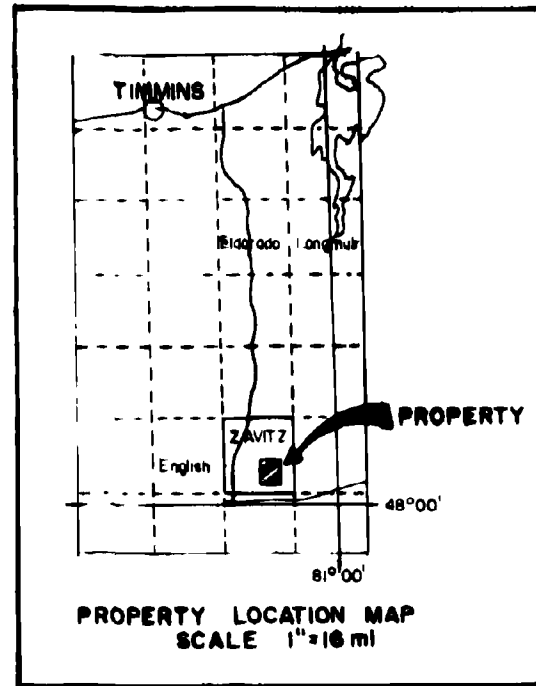 TIMMINS
Eldorado Langmuir
ZAVITZ
PROPERTY
English
48°00'
81°00'
PROPERTY LOCATION MAP
SCALE 1"=16 mi